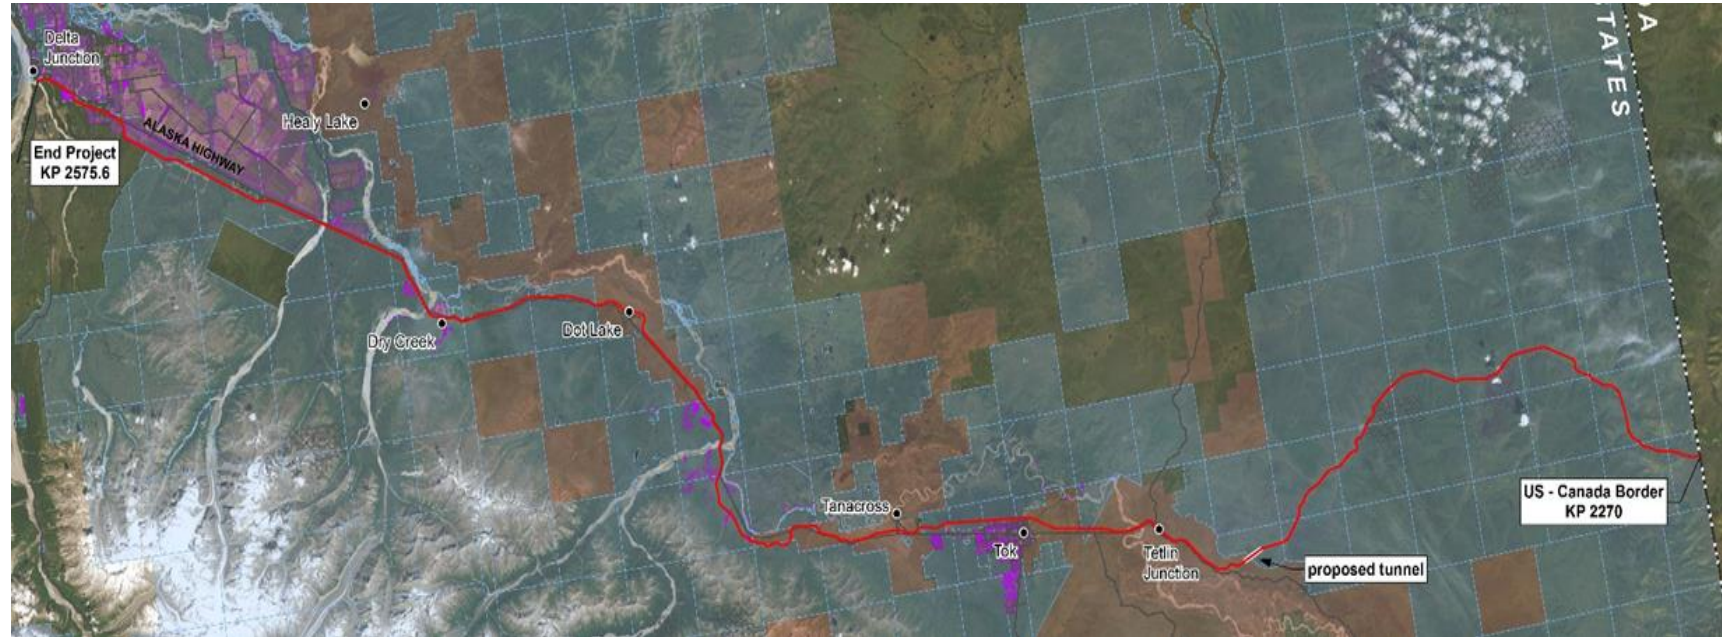 Delta
Junction
End Project
KP 2575.6
ALASKA HIGHWAY
Healy Lake
Dry Creek
Dot Lake
Tanacross
Tok
Tetlin
Junction
proposed tunnel
US - Canada Border
KP 2270
DA
STATES